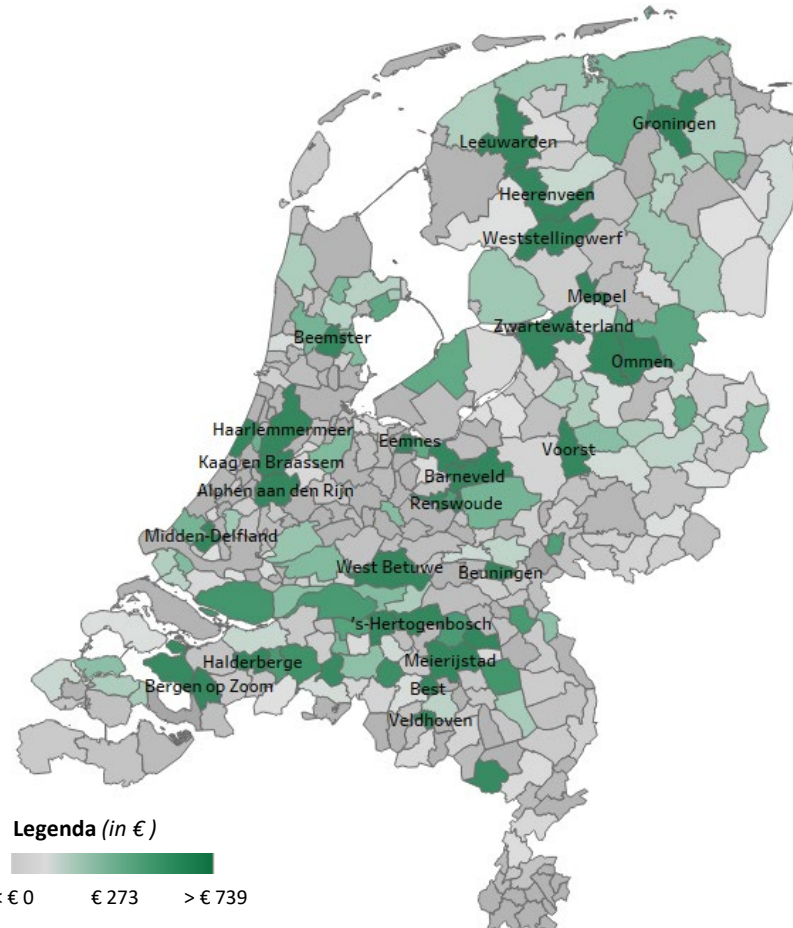 Groningen
Leeuwarden
Heerenveen
Weststellingwerf
Meppel
Zwartewaterland
Beemster
Ommen
Haarlemmermeer
Eemnes
Voorst
Kaag en Braassem
Barneveld
Alphen aan den Rijn
Renswoude
Midden-Delfland
West Betuwe
Beuningen
's-Hertogenbosch
Halderberge
Meierijstad
Bergen op Zoom
Best
Veldhoven
Legenda (in € )
< € 0 € 273 > € 739